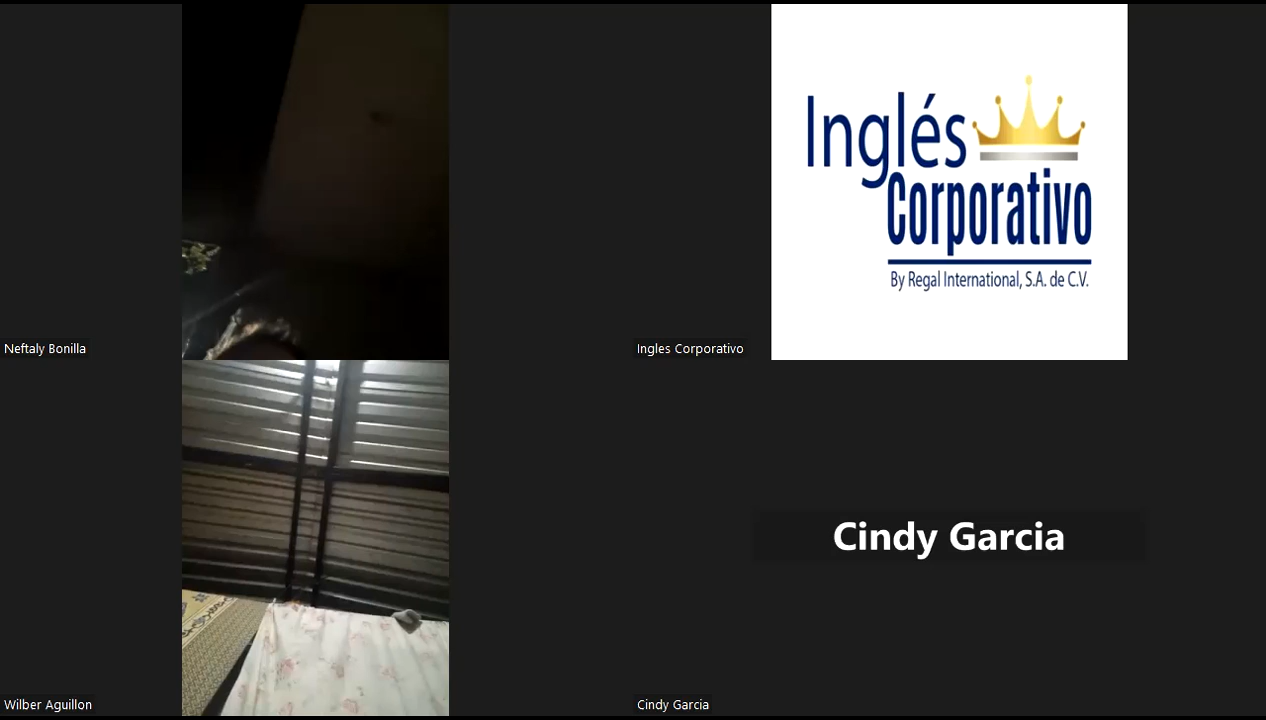 Inglés
Corporativo
By Regal International, S.A. de C.V.
Neftaly Bonilla
Ingles Corporativo
Cindy Garcia
Wilber Aguillon
Cindy Garcia